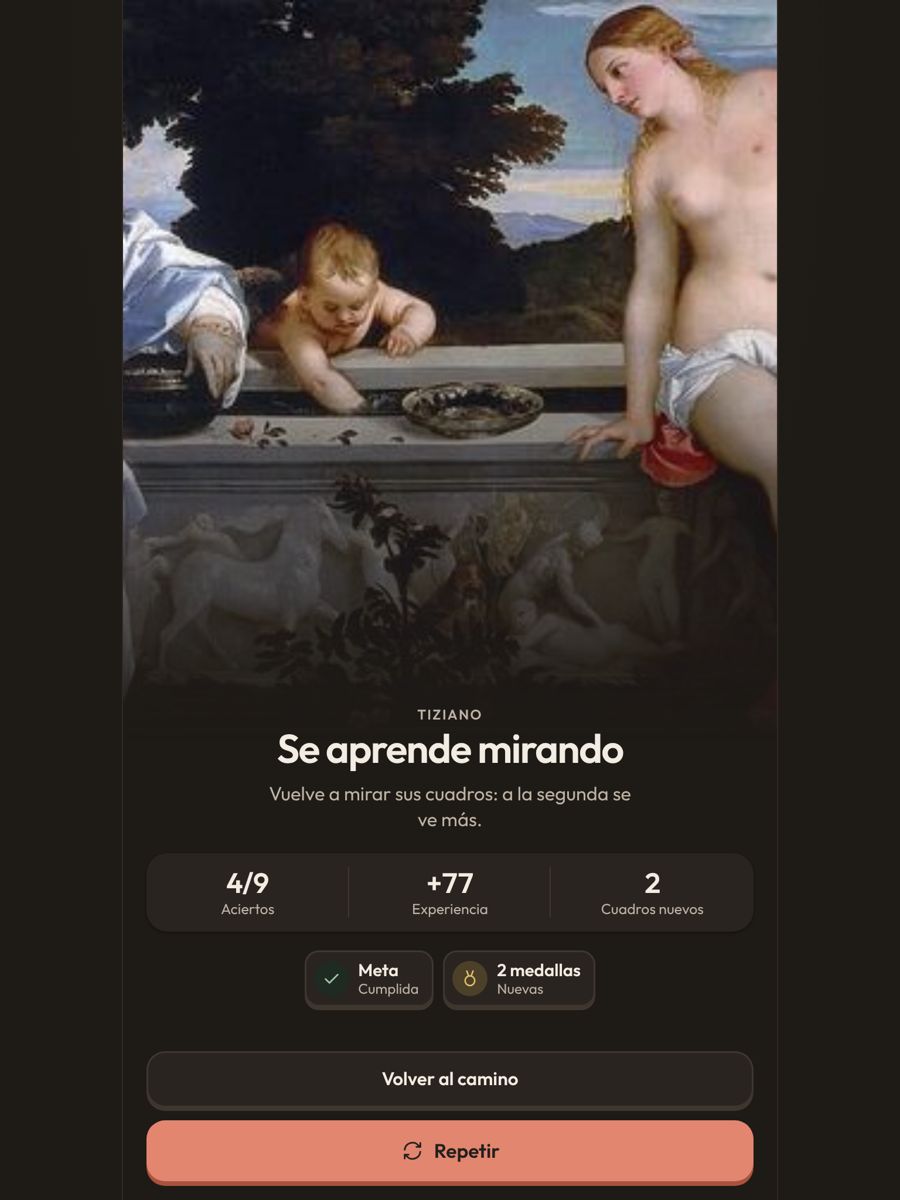 TIZIANO
Se aprende mirando
Vuelve a mirar sus cuadros: a la segunda se
ve más.
4/9
Aciertos
+77
Experiencia
2
Cuadros nuevos
Meta
Cumplida
2 medallas
Nuevas
Volver al camino
Repetir